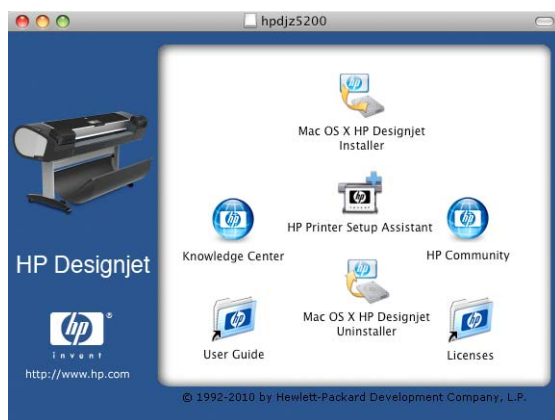 hpdjz5200
Mac OS X HP Designjet
Installer
HP Printer Setup Assistant
Knowledge Center
HP Community
HP Designjet
Mac OS X HP Designjet
Uninstaller
hp
invent
User Guide
Licenses
http://www.hp.com
© 1992-2010 by Hewlett-Packard Development Company, L.P.